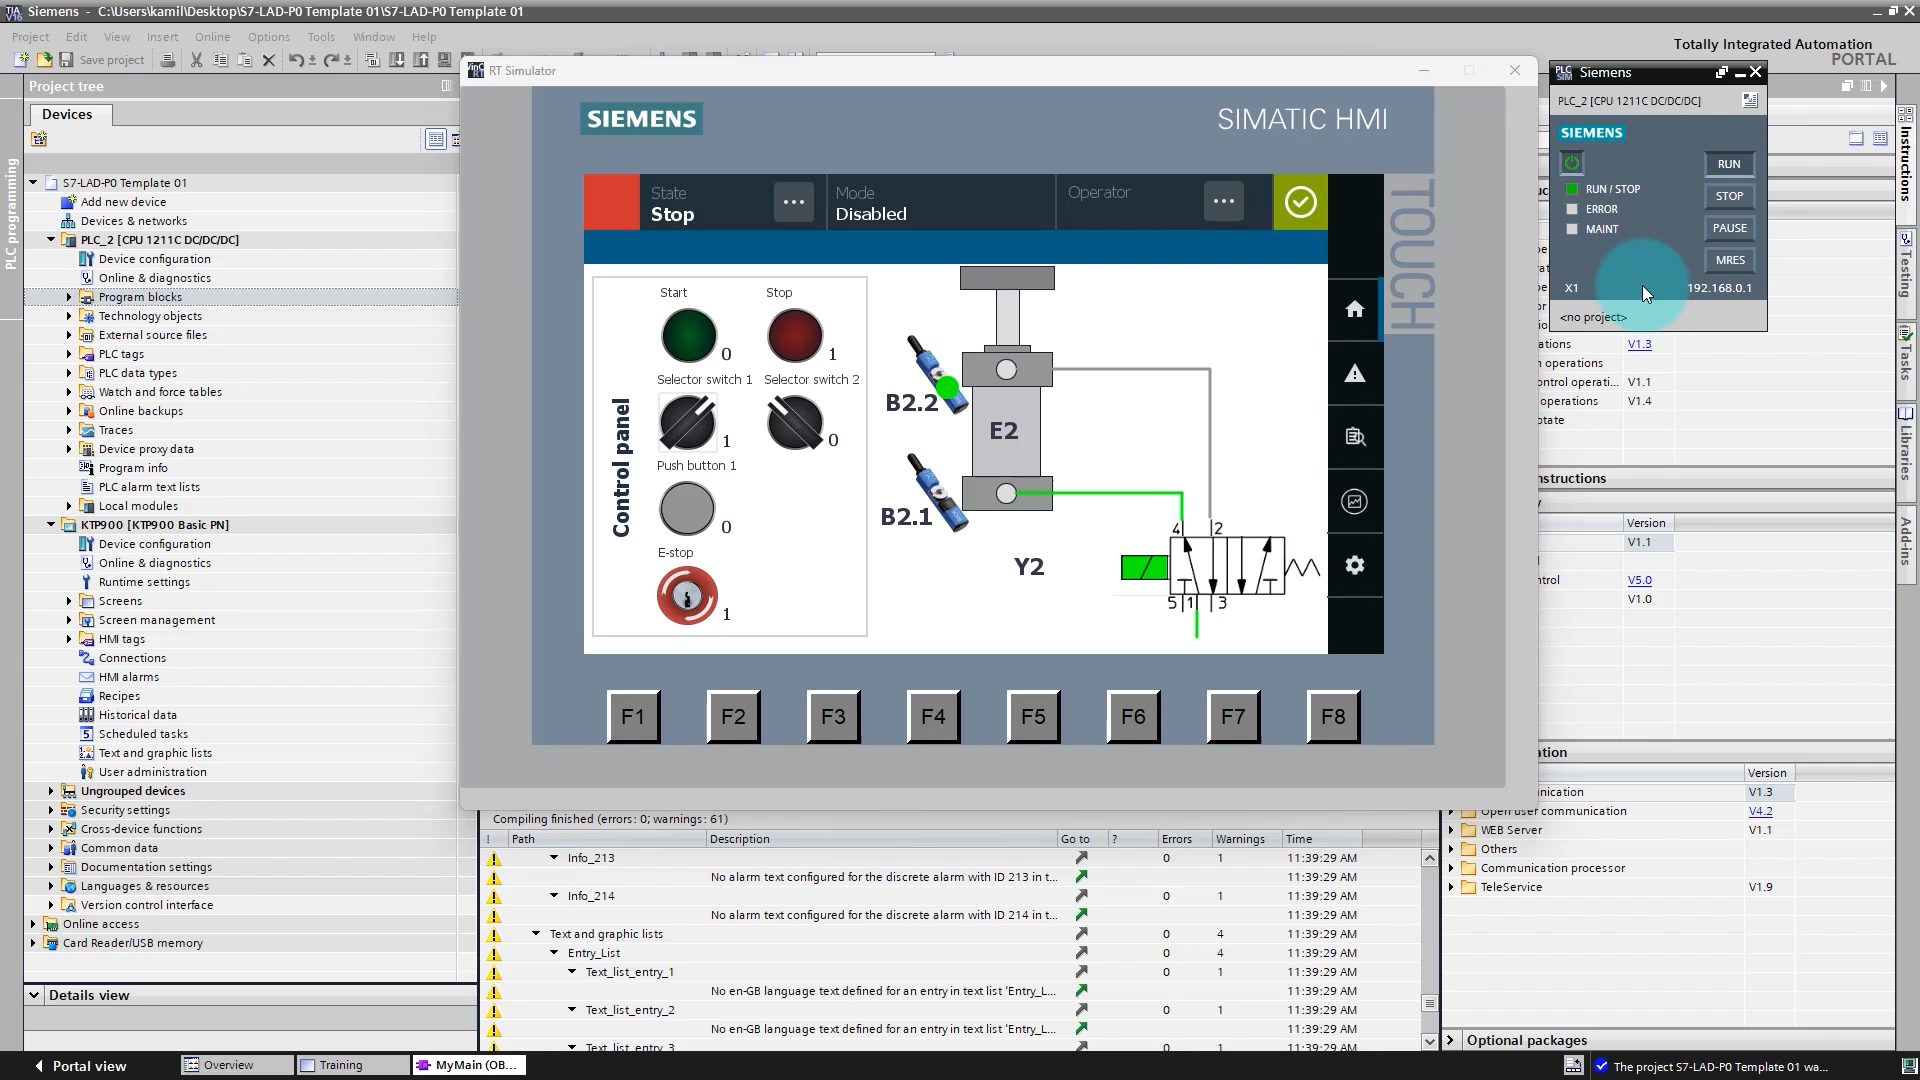 Siemens - C:\Users\kamil\Desktop\S7-LAD-P0 Template 01\S7-LAD-P0 Template 01
Project Edit View Insert Online Options Tools Window Help
Save project
Totally Integrated Automation
PORTAL
Project tree
Devices
PLC programming
S7-LAD-P0 Template 01
Add new device
Devices & networks
PLC_2 [CPU 1211C DC/DC/DC]
Device configuration
Online & diagnostics
Program blocks
Technology objects
External source files
PLC tags
PLC data types
Watch and force tables
Online backups
Traces
Device proxy data
Program info
PLC alarm text lists
Local modules
KTP900 [KTP900 Basic PN]
Device configuration
Online & diagnostics
Runtime settings
Screens
Screen management
HMI tags
Connections
HMI alarms
Recipes
Historical data
Scheduled tasks
Text and graphic lists
User administration
Ungrouped devices
Security settings
Cross-device functions
Common data
Documentation settings
Languages & resources
Version control interface
Online access
Card Reader/USB memory
Details view
RT Simulator
SIEMENS
SIMATIC HMI
TOUCH
State
Stop
Mode
Disabled
Operator
Control panel
Start
0
Stop
1
Selector switch 1
1
Selector switch 2
0
Push button 1
0
E-stop
1
B2.2
E2
B2.1
Y2
4 2
5 1 3
F1 F2 F3 F4 F5 F6 F7 F8
Siemens
PLC_2 [CPU 1211C DC/DC/DC]
SIEMENS
RUN / STOP
ERROR
MAINT
RUN
STOP
PAUSE
MRES
X1 192.168.0.1
<no project>
ations V1.3
n operations
ontrol operati... V1.1
operations V1.4
otate
nstructions
Version
V1.1
ntrol V5.0
V1.0
ation
Version
nication V1.3
Open user communication V4.2
WEB Server V1.1
Others
Communication processor
TeleService V1.9
Optional packages
Instructions
Testing
Tasks
Libraries
Add-ins
Compiling finished (errors: 0; warnings: 61)
! Path Description Go to ? Errors Warnings Time
Info_213 0 1 11:39:29 AM
No alarm text configured for the discrete alarm with ID 213 in t... 11:39:29 AM
Info_214 0 1 11:39:29 AM
No alarm text configured for the discrete alarm with ID 214 in t... 11:39:29 AM
Text and graphic lists 0 4 11:39:29 AM
Entry_List 0 4 11:39:29 AM
Text_list_entry_1 0 1 11:39:29 AM
No en-GB language text defined for an entry in text list 'Entry_L... 11:39:29 AM
Text_list_entry_2 0 1 11:39:29 AM
No en-GB language text defined for an entry in text list 'Entry_L... 11:39:29 AM
Text_list_entry_3 0 1 11:39:29 AM
Portal view
Overview
Training
MyMain (OB...
The project S7-LAD-P0 Template 01 wa...